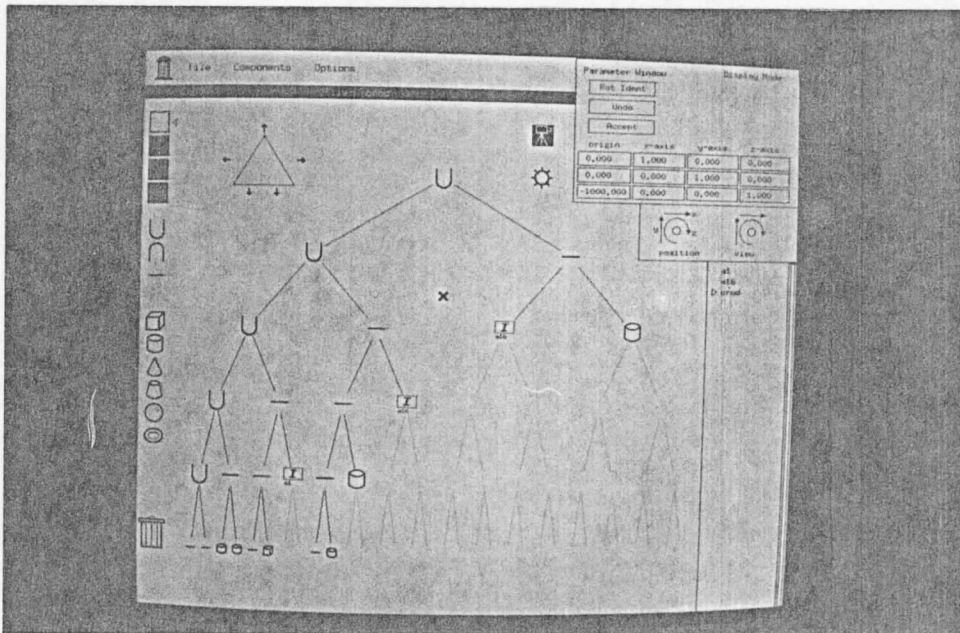 File Components Options
Parameter Window Display Mode
Rot Ident
Undo
Accept
origin x-axis y-axis z-axis
0,000 1,000 0,000 0,000
0,000 0,000 1,000 0,000
-1000,000 0,000 0,000 1,000
position view